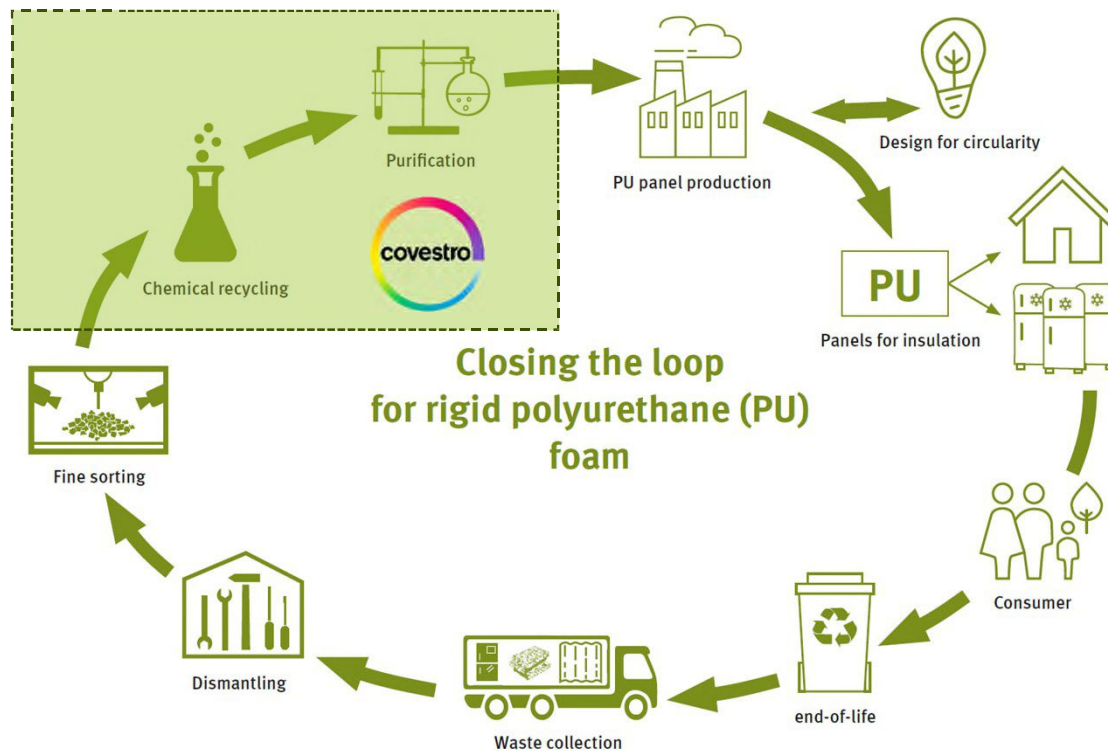 Purification
covestro
Chemical recycling
PU panel production
Design for circularity
PU
Panels for insulation
Closing the loop
for rigid polyurethane (PU)
foam
Fine sorting
Dismantling
Waste collection
end-of-life
Consumer